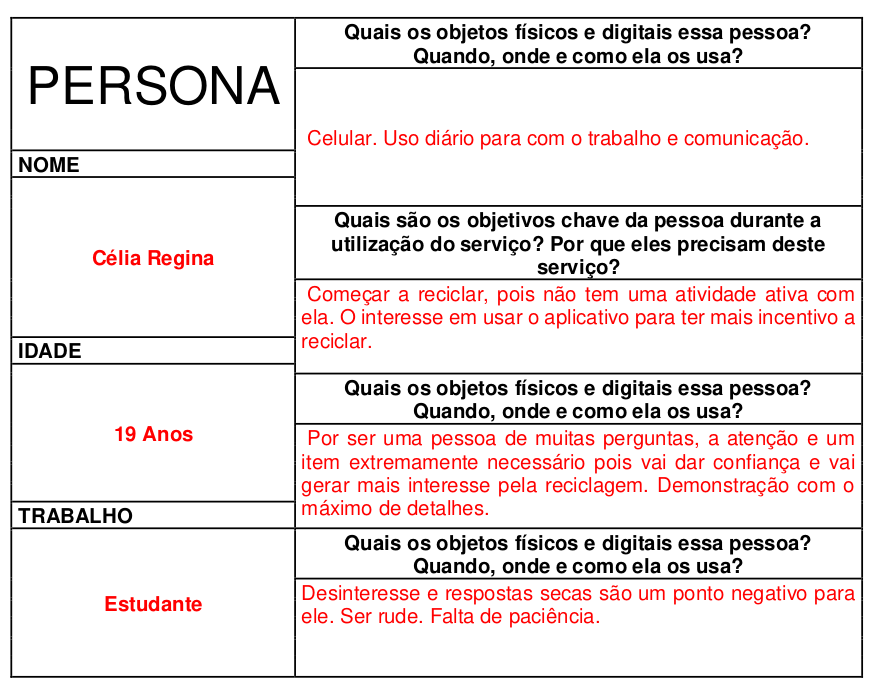 PERSONA
NOME
Célia Regina
IDADE
19 Anos
TRABALHO
Estudante
Quais os objetos físicos e digitais essa pessoa?
Quando, onde e como ela os usa?
Celular. Uso diário para com o trabalho e comunicação.
Quais são os objetivos chave da pessoa durante a
utilização do serviço? Por que eles precisam deste
serviço?
Começar a reciclar, pois não tem uma atividade ativa com
ela. O interesse em usar o aplicativo para ter mais incentivo a
reciclar.
Quais os objetos físicos e digitais essa pessoa?
Quando, onde e como ela os usa?
Por ser uma pessoa de muitas perguntas, a atenção e um
item extremamente necessário pois vai dar confiança e vai
gerar mais interesse pela reciclagem. Demonstração com o
máximo de detalhes.
Quais os objetos físicos e digitais essa pessoa?
Quando, onde e como ela os usa?
Desinteresse e respostas secas são um ponto negativo para
ele. Ser rude. Falta de paciência.